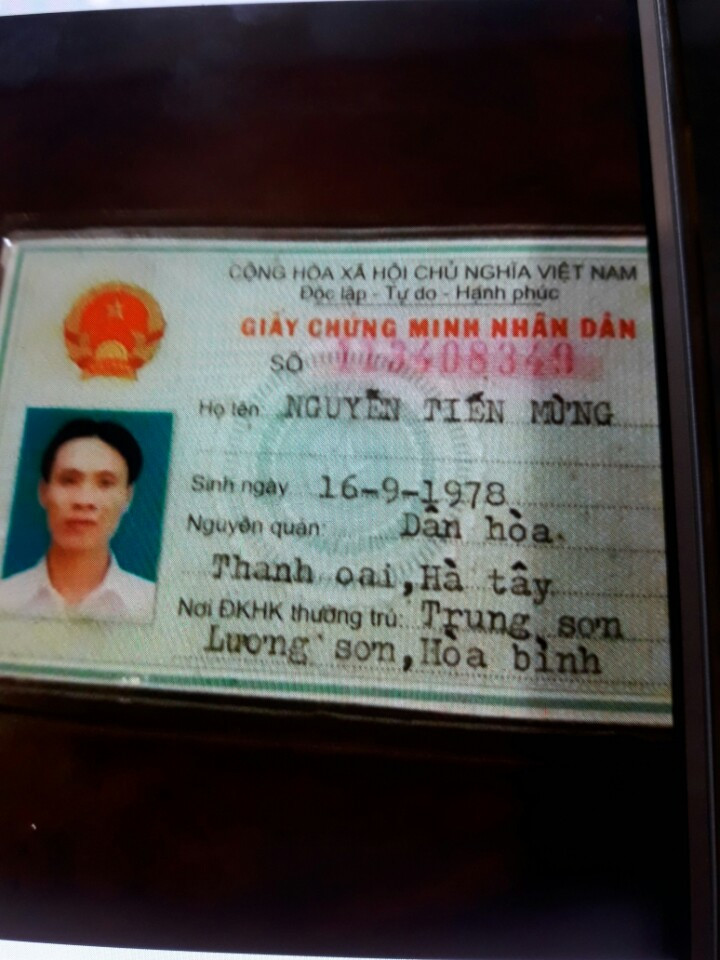 CỘNG HÒA XÃ HỘI CHỦ NGHĨA VIỆT NAM
Độc lập - Tự do - Hạnh phúc
GIẤY CHỨNG MINH NHÂN DÂN
SỐ 113408340
Họ tên NGUYỄN TIẾN MỪNG
Sinh ngày 16-9-1978
Nguyên quán: Dân hòa
Thanh oai, Hà tây
Nơi ĐKHK thường trú: Trung sơn
Lương sơn, Hòa bình